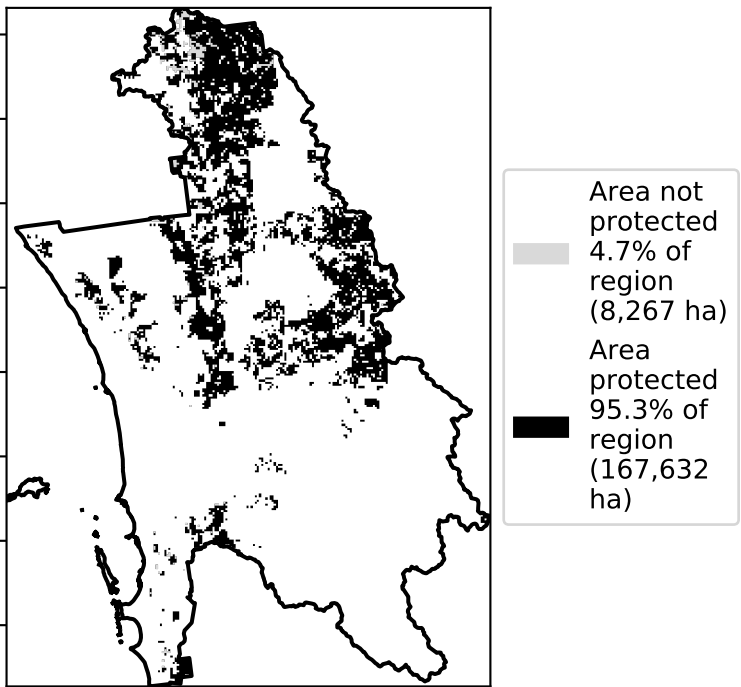 Area not
protected
4.7% of
region
(8,267 ha)
Area
protected
95.3% of
region
(167,632
ha)